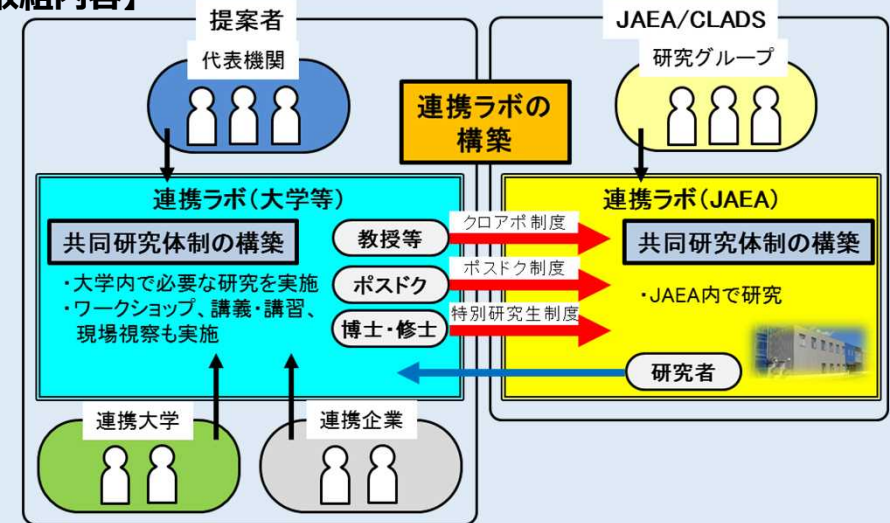 取組内容】
提案者
代表機関
JAEA/CLADS
研究グループ
連携ラボの
構築
連携ラボ(大学等)
共同研究体制の構築
・大学内で必要な研究を実施
・ワークショップ、講義・講習、
現場視察も実施
教授等
ポスドク
博士・修士
クロアポ制度
ポスドク制度
特別研究生制度
連携ラボ(JAEA)
共同研究体制の構築
・JAEA内で研究
研究者
連携大学
連携企業